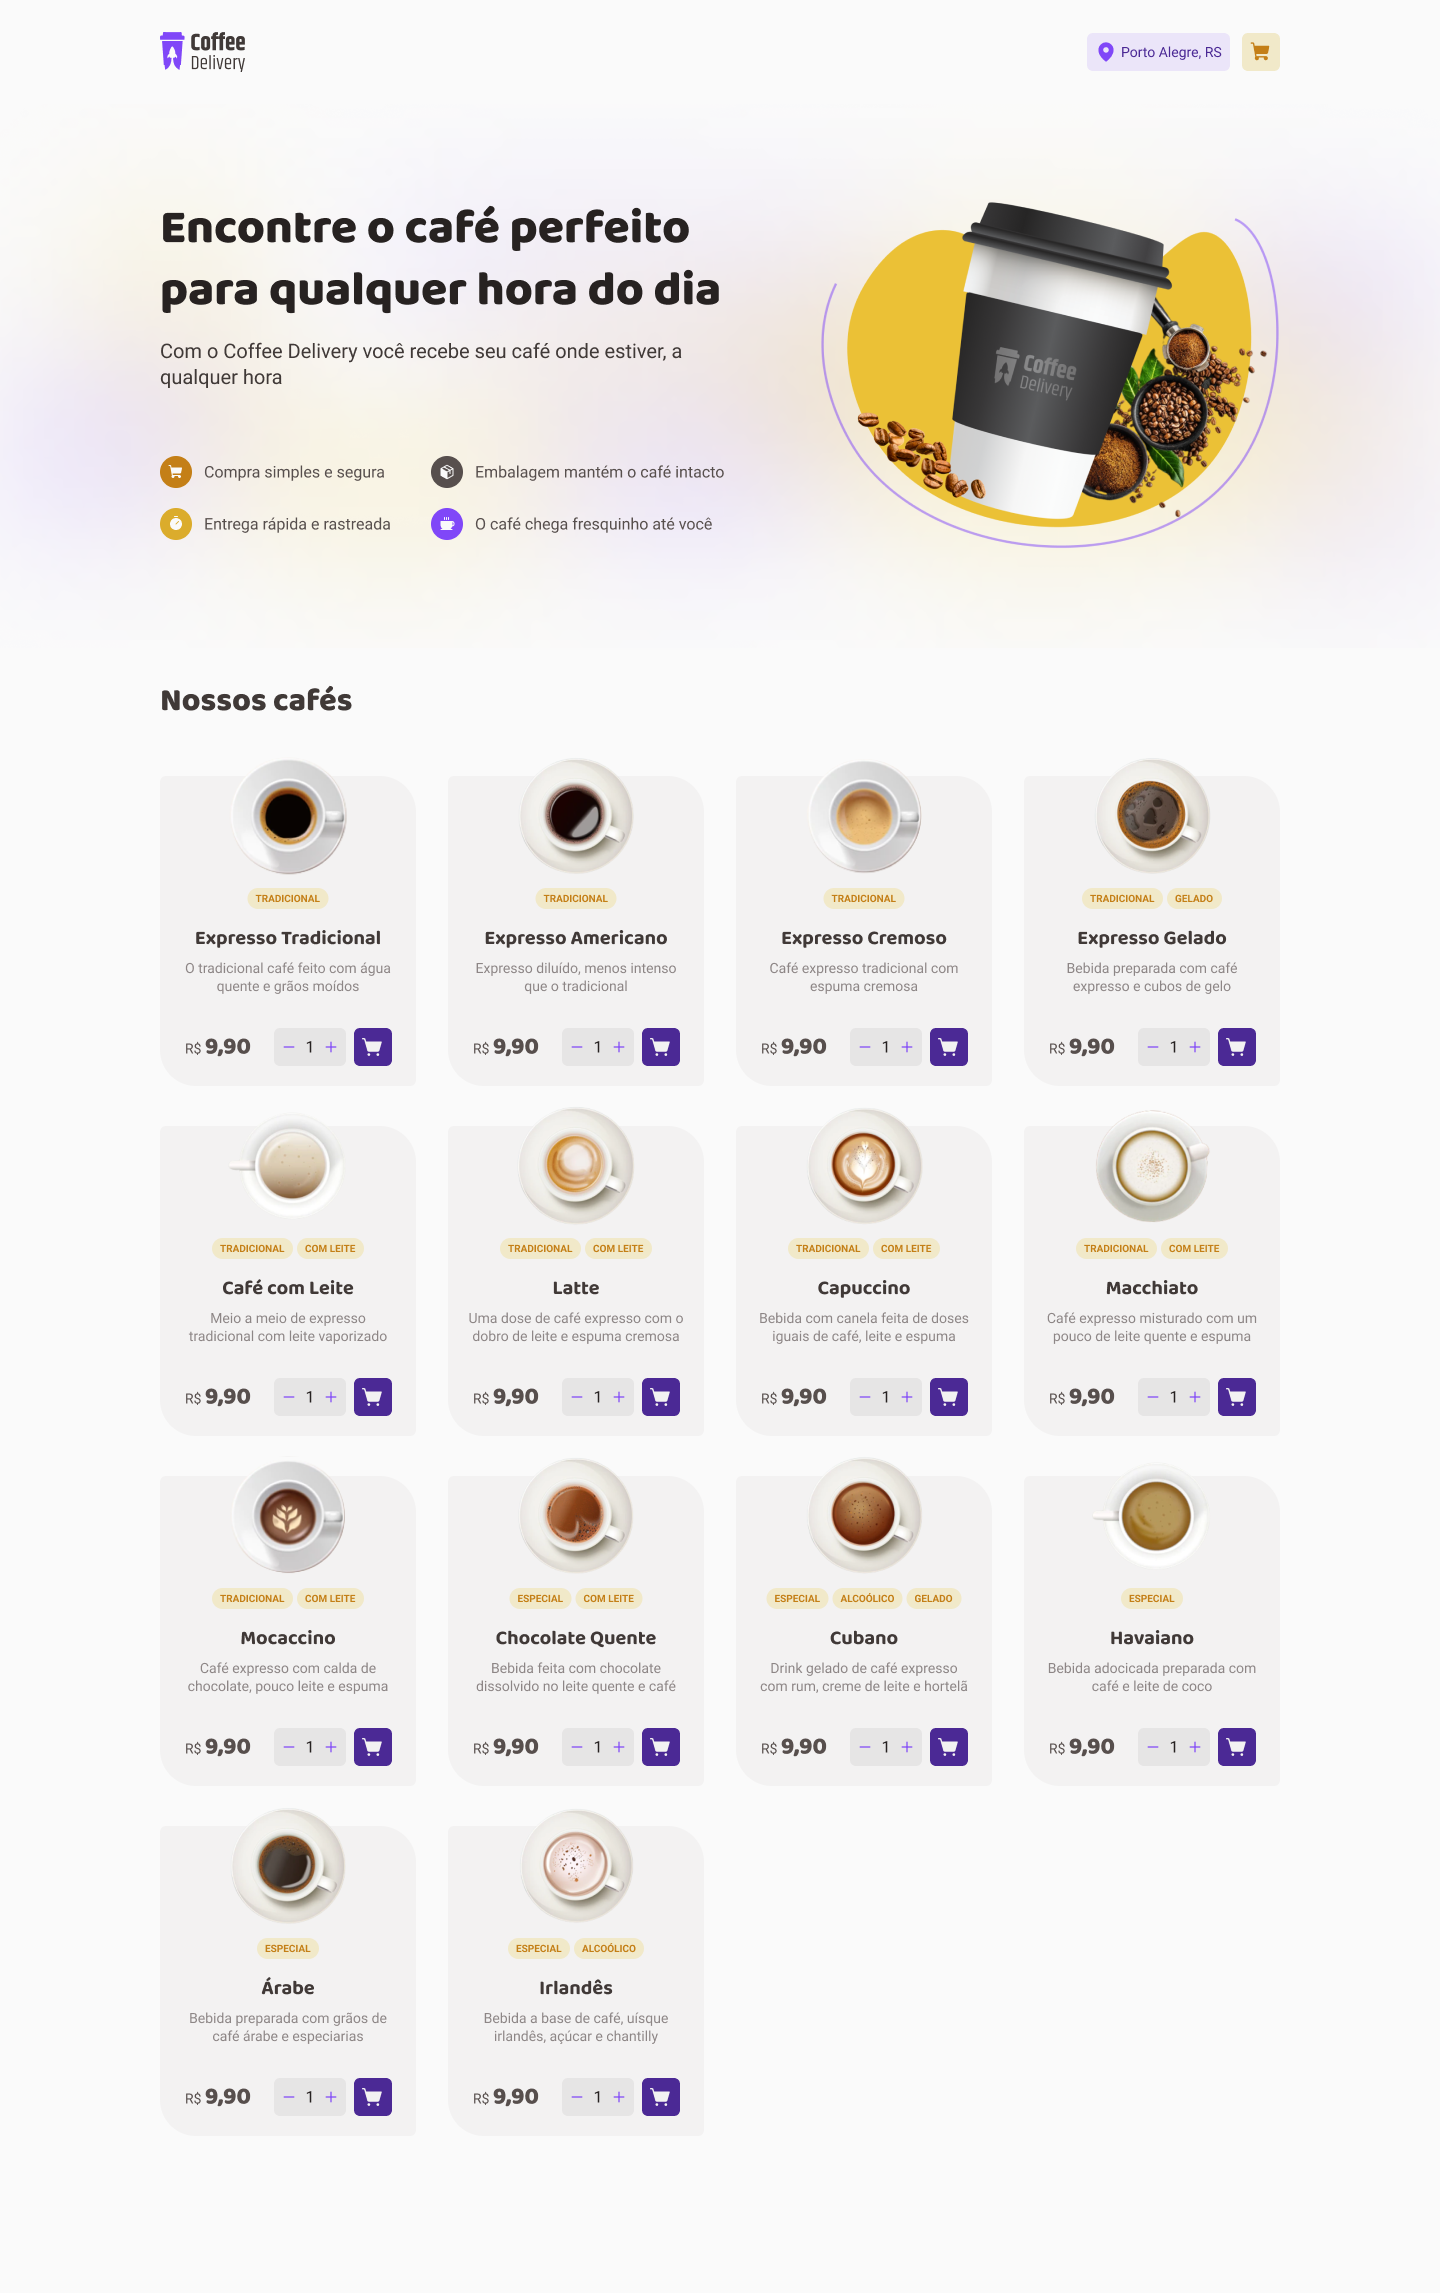 Coffee
Delivery
Porto Alegre, RS
Encontre o café perfeito
para qualquer hora do dia
Com o Coffee Delivery você recebe seu café onde estiver, a
qualquer hora
Coffee
Delivery
Compra simples e segura
Embalagem mantém o café intacto
Entrega rápida e rastreada
O café chega fresquinho até você
Nossos cafés
TRADICIONAL
Expresso Tradicional
O tradicional café feito com água
quente e grãos moídos
R$ 9,90 − 1 +
TRADICIONAL
Expresso Americano
Expresso diluído, menos intenso
que o tradicional
R$ 9,90 − 1 +
TRADICIONAL
Expresso Cremoso
Café expresso tradicional com
espuma cremosa
R$ 9,90 − 1 +
TRADICIONAL GELADO
Expresso Gelado
Bebida preparada com café
expresso e cubos de gelo
R$ 9,90 − 1 +
TRADICIONAL COM LEITE
Café com Leite
Meio a meio de expresso
tradicional com leite vaporizado
R$ 9,90 − 1 +
TRADICIONAL COM LEITE
Latte
Uma dose de café expresso com o
dobro de leite e espuma cremosa
R$ 9,90 − 1 +
TRADICIONAL COM LEITE
Capuccino
Bebida com canela feita de doses
iguais de café, leite e espuma
R$ 9,90 − 1 +
TRADICIONAL COM LEITE
Macchiato
Café expresso misturado com um
pouco de leite quente e espuma
R$ 9,90 − 1 +
TRADICIONAL COM LEITE
Mocaccino
Café expresso com calda de
chocolate, pouco leite e espuma
R$ 9,90 − 1 +
ESPECIAL COM LEITE
Chocolate Quente
Bebida feita com chocolate
dissolvido no leite quente e café
R$ 9,90 − 1 +
ESPECIAL ALCOÓLICO GELADO
Cubano
Drink gelado de café expresso
com rum, creme de leite e hortelã
R$ 9,90 − 1 +
ESPECIAL
Havaiano
Bebida adocicada preparada com
café e leite de coco
R$ 9,90 − 1 +
ESPECIAL
Árabe
Bebida preparada com grãos de
café árabe e especiarias
R$ 9,90 − 1 +
ESPECIAL ALCOÓLICO
Irlandês
Bebida a base de café, uísque
irlandês, açúcar e chantilly
R$ 9,90 − 1 +